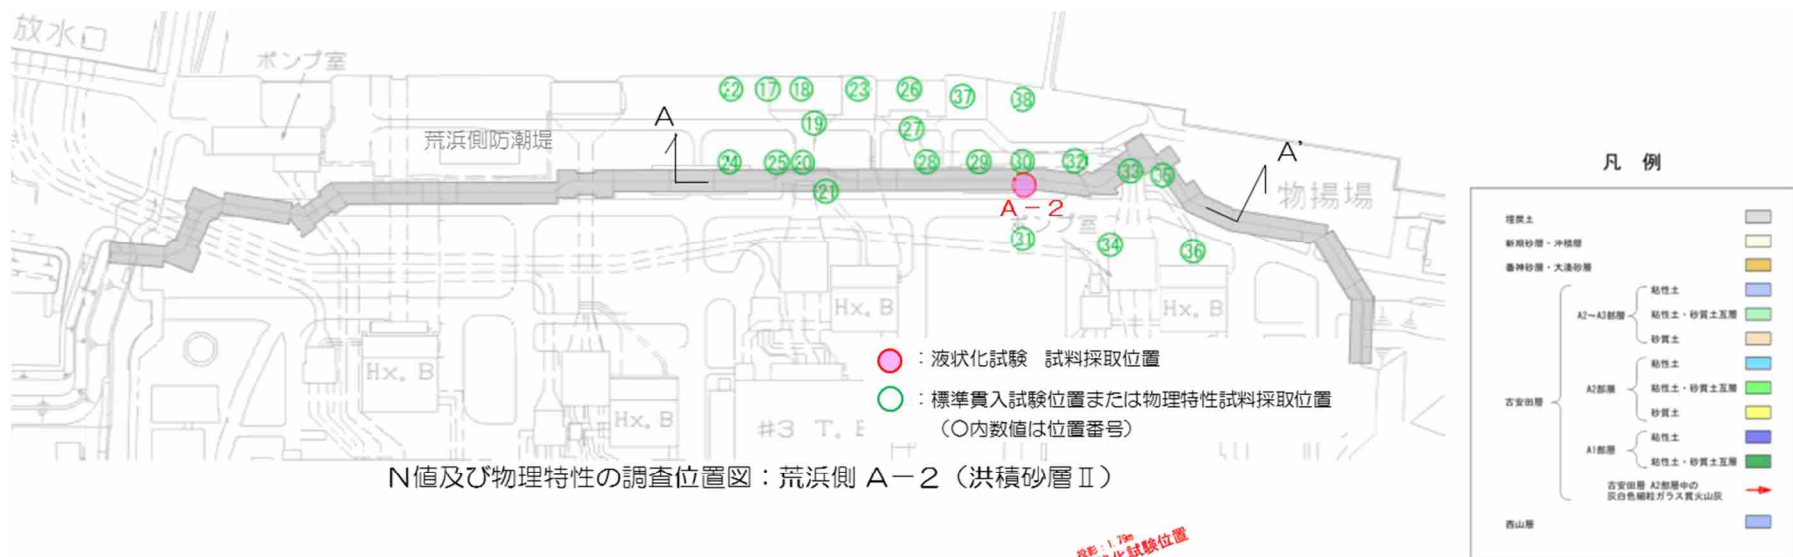 放水口
ポンプ室
荒浜側防潮堤
22 17 18 23 26 37 38
19 27
A
24 25 20 28 29 30 32 33 35
A'
21
物揚場
A-2
ンプ室
31 34 36
Hx. B
Hx. B
Hx. B
Hx. B
#3 T. B
:液状化試験 試料採取位置
:標準貫入試験位置または物理特性試料採取位置
(○内数値は位置番号)
N値及び物理特性の調査位置図:荒浜側 A-2(洪積砂層Ⅱ)
凡 例
埋戻土
新期砂層・沖積層
番神砂層・大湊砂層
古安田層
A2~A3部層
粘性土
粘性土・砂質土互層
砂質土
A2部層
粘性土
粘性土・砂質土互層
砂質土
A1部層
粘性土
粘性土・砂質土互層
古安田層 A2部層中の
灰白色細粒ガラス質火山灰
西山層
投影:1.79m
化試験位置